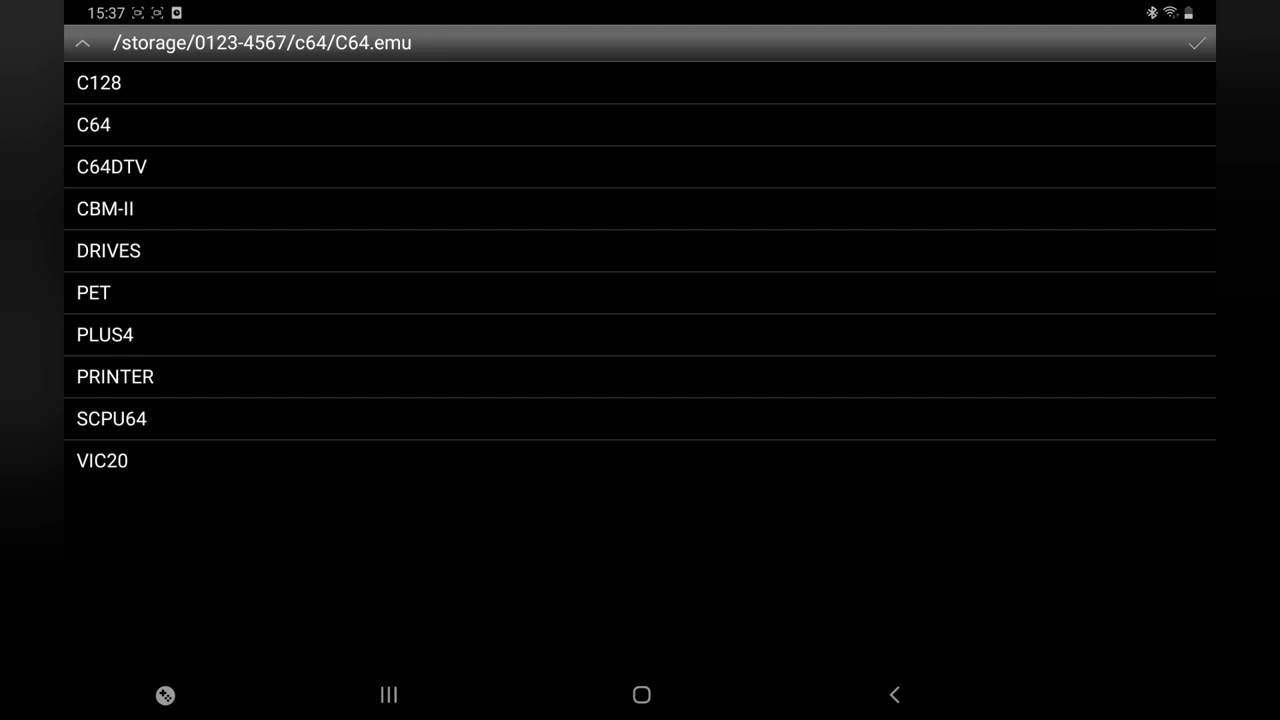 15:37
/storage/0123-4567/c64/C64.emu
C128
C64
C64DTV
CBM-II
DRIVES
PET
PLUS4
PRINTER
SCPU64
VIC20